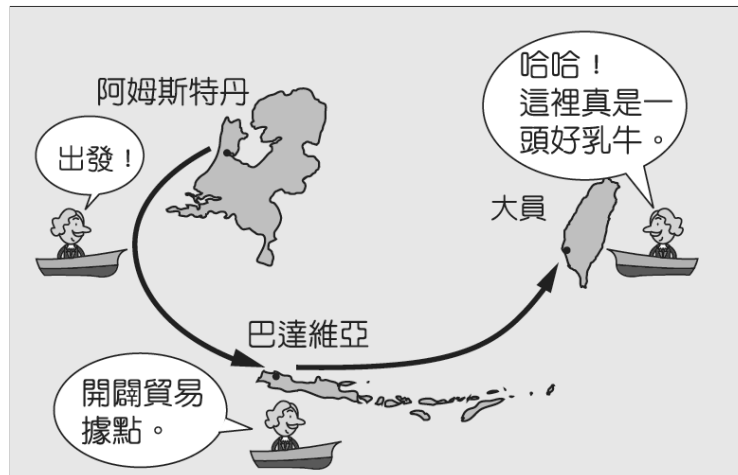 阿姆斯特丹
出發！
哈哈！
這裡真是一
頭好乳牛。
大員
巴達維亞
開闢貿易
據點。